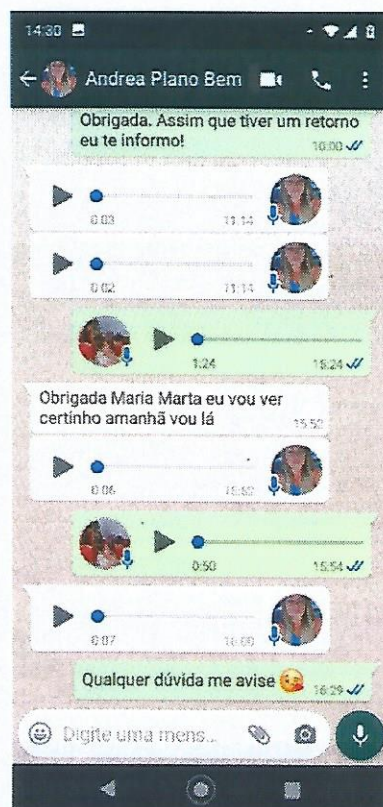 14:30
Andrea Plano Bem
Obrigada. Assim que tiver um retorno
eu te informo!
10:00
0:03 11:14
0:02 11:14
1:24 15:24
Obrigada Maria Marta eu vou ver
certinho amanhã vou lá
15:52
0:06 15:52
0:50 15:54
0:07 16:00
Qualquer dúvida me avise 😘
16:29
Digite uma mens...